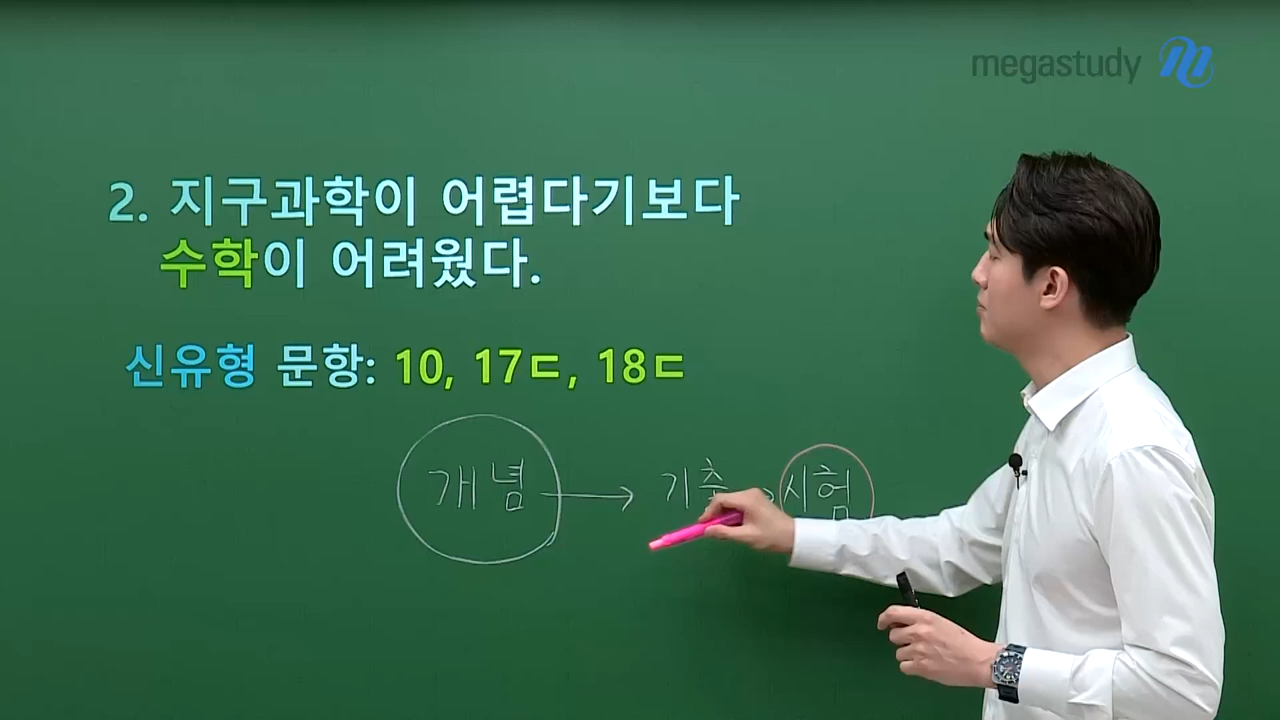 megastudy
2. 지구과학이 어렵다기보다
수학이 어려웠다.
신유형 문항: 10, 17ㄷ, 18ㄷ
개념 → 기출 → 시험